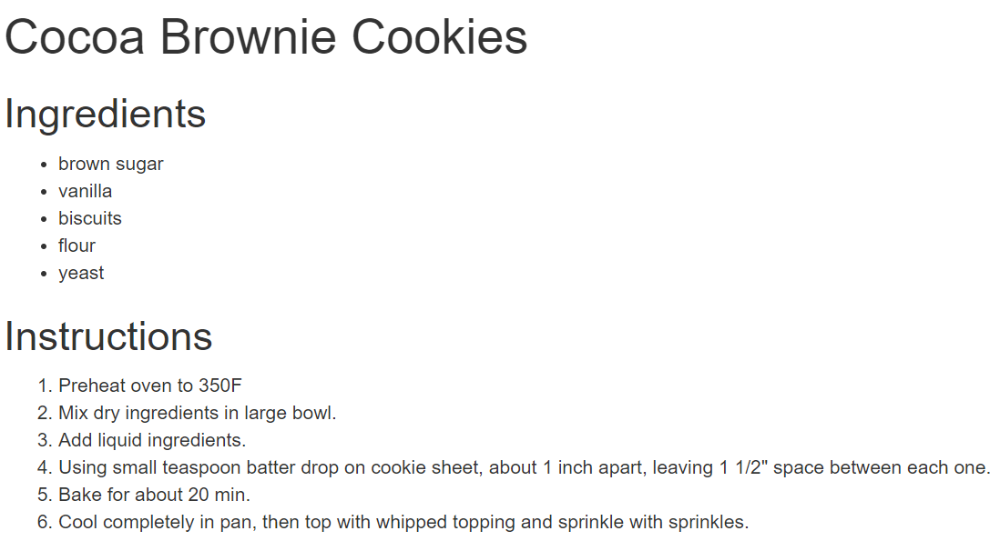 Cocoa Brownie Cookies
Ingredients
• brown sugar
• vanilla
• biscuits
• flour
• yeast
Instructions
1. Preheat oven to 350F
2. Mix dry ingredients in large bowl.
3. Add liquid ingredients.
4. Using small teaspoon batter drop on cookie sheet, about 1 inch apart, leaving 1 1/2" space between each one.
5. Bake for about 20 min.
6. Cool completely in pan, then top with whipped topping and sprinkle with sprinkles.